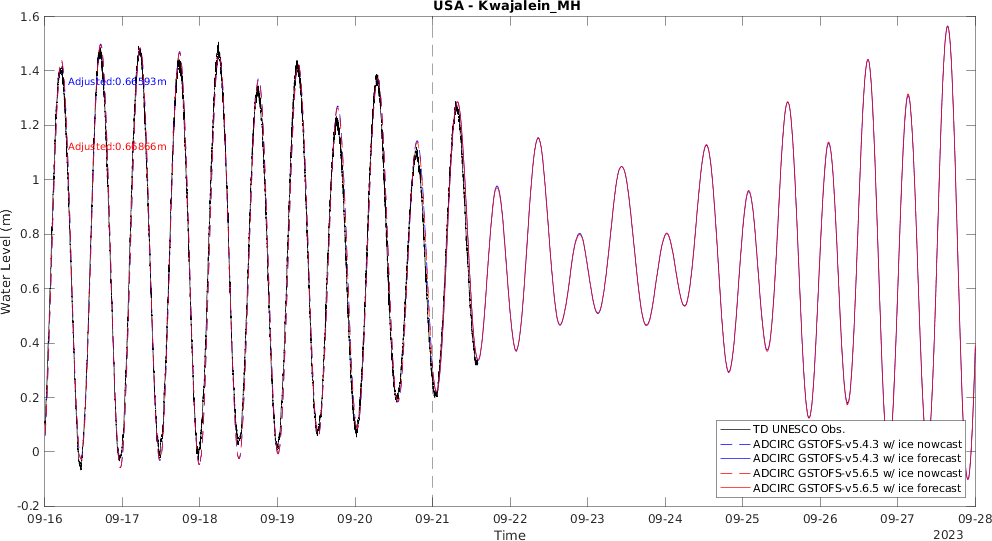 USA - Kwajalein_MH
1.6
1.4
1.2
1
0.8
0.6
0.4
0.2
0
-0.2
Water Level (m)
Adjusted:0.66593m
Adjusted:0.66866m
TD UNESCO Obs.
ADCIRC GSTOFS-v5.4.3 w/ ice nowcast
ADCIRC GSTOFS-v5.4.3 w/ ice forecast
ADCIRC GSTOFS-v5.6.5 w/ ice nowcast
ADCIRC GSTOFS-v5.6.5 w/ ice forecast
09-16 09-17 09-18 09-19 09-20 09-21 09-22 09-23 09-24 09-25 09-26 09-27 09-28
Time
2023